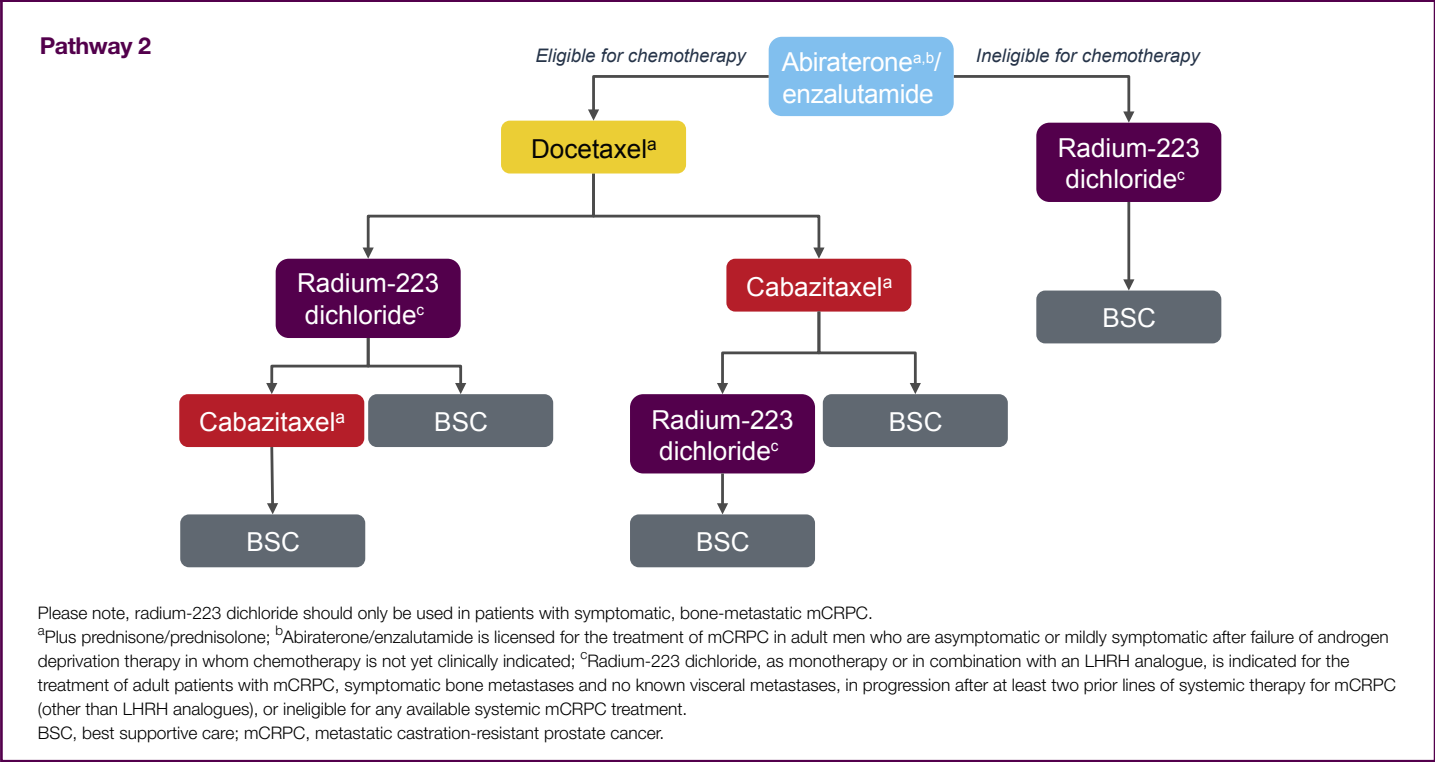 Pathway 2
Eligible for chemotherapy
Abirateroneᵃ,ᵇ/
enzalutamide
Ineligible for chemotherapy
Docetaxelᵃ
Radium-223
dichlorideᶜ
Radium-223
dichlorideᶜ
Cabazitaxelᵃ
BSC
Cabazitaxelᵃ
BSC
Radium-223
dichlorideᶜ
BSC
BSC
BSC
Please note, radium-223 dichloride should only be used in patients with symptomatic, bone-metastatic mCRPC.
ᵃPlus prednisone/prednisolone; ᵇAbiraterone/enzalutamide is licensed for the treatment of mCRPC in adult men who are asymptomatic or mildly symptomatic after failure of androgen
deprivation therapy in whom chemotherapy is not yet clinically indicated; ᶜRadium-223 dichloride, as monotherapy or in combination with an LHRH analogue, is indicated for the
treatment of adult patients with mCRPC, symptomatic bone metastases and no known visceral metastases, in progression after at least two prior lines of systemic therapy for mCRPC
(other than LHRH analogues), or ineligible for any available systemic mCRPC treatment.
BSC, best supportive care; mCRPC, metastatic castration-resistant prostate cancer.